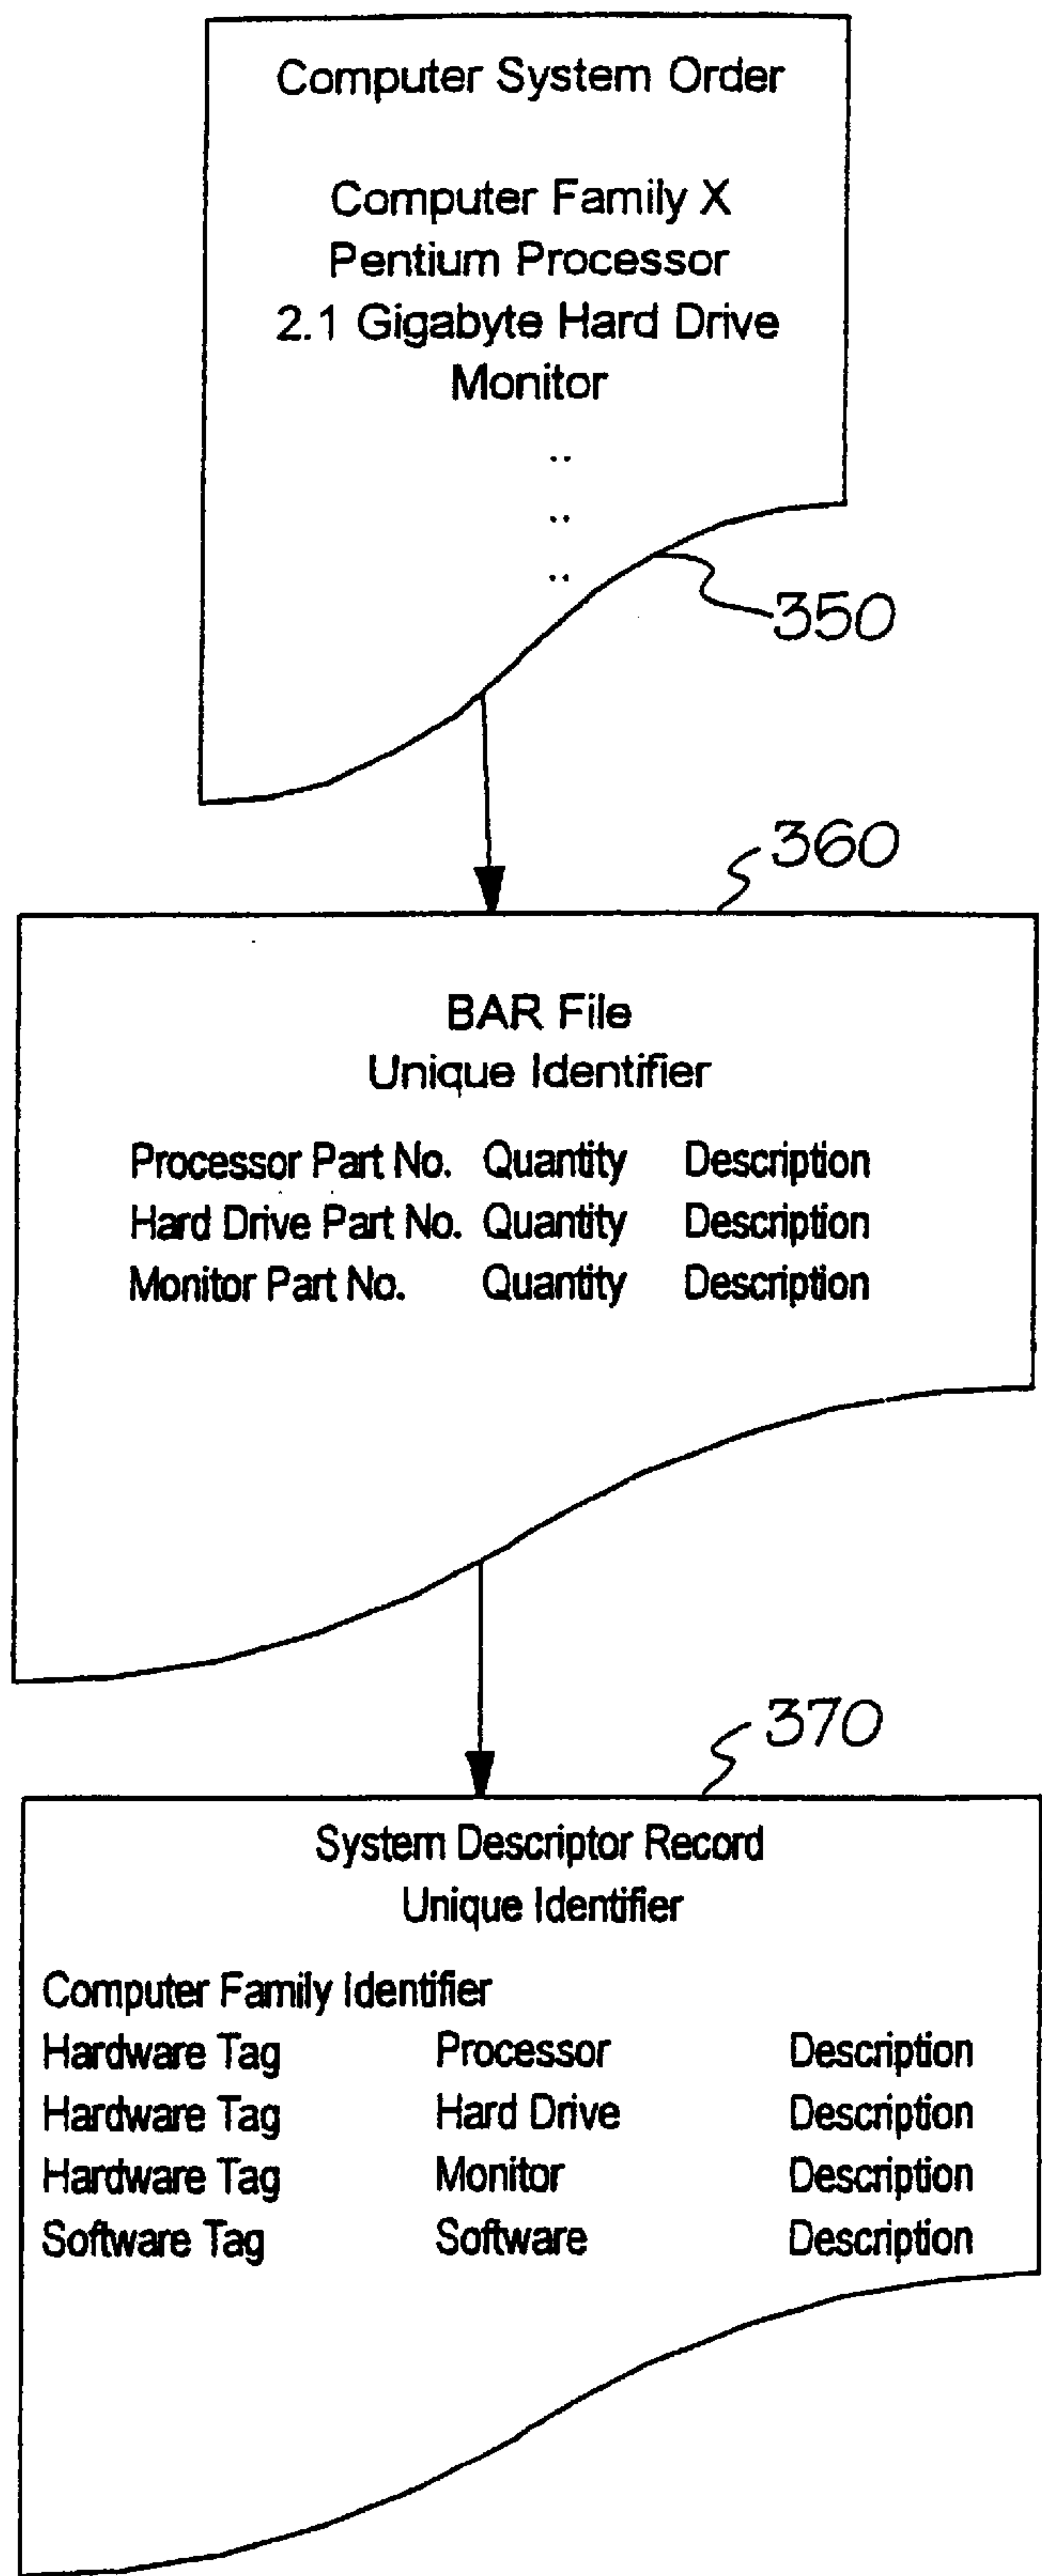 Computer System Order
Computer Family X
Pentium Processor
2.1 Gigabyte Hard Drive
Monitor
..
..
..
350
360
BAR File
Unique Identifier
Processor Part No. Quantity Description
Hard Drive Part No. Quantity Description
Monitor Part No. Quantity Description
370
System Descriptor Record
Unique Identifier
Computer Family Identifier
Hardware Tag Processor Description
Hardware Tag Hard Drive Description
Hardware Tag Monitor Description
Software Tag Software Description